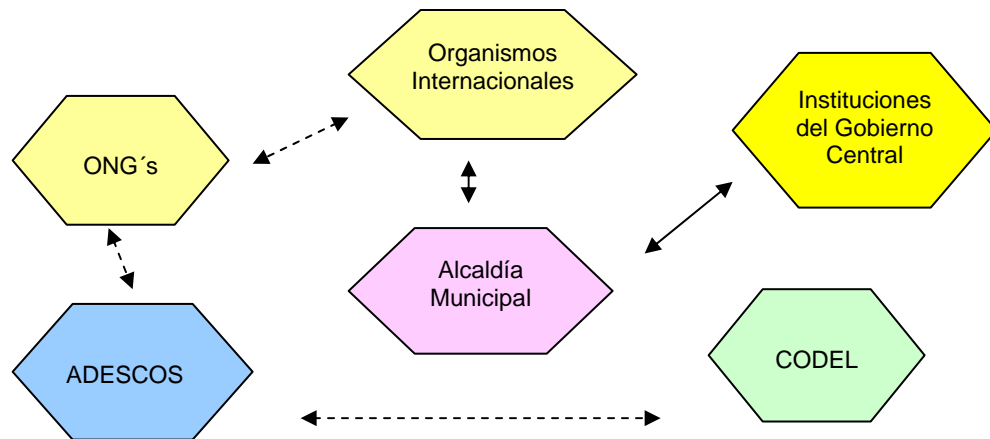 Organismos
Internacionales
Instituciones
del Gobierno
Central
ONG´s
Alcaldía
Municipal
ADESCOS
CODEL